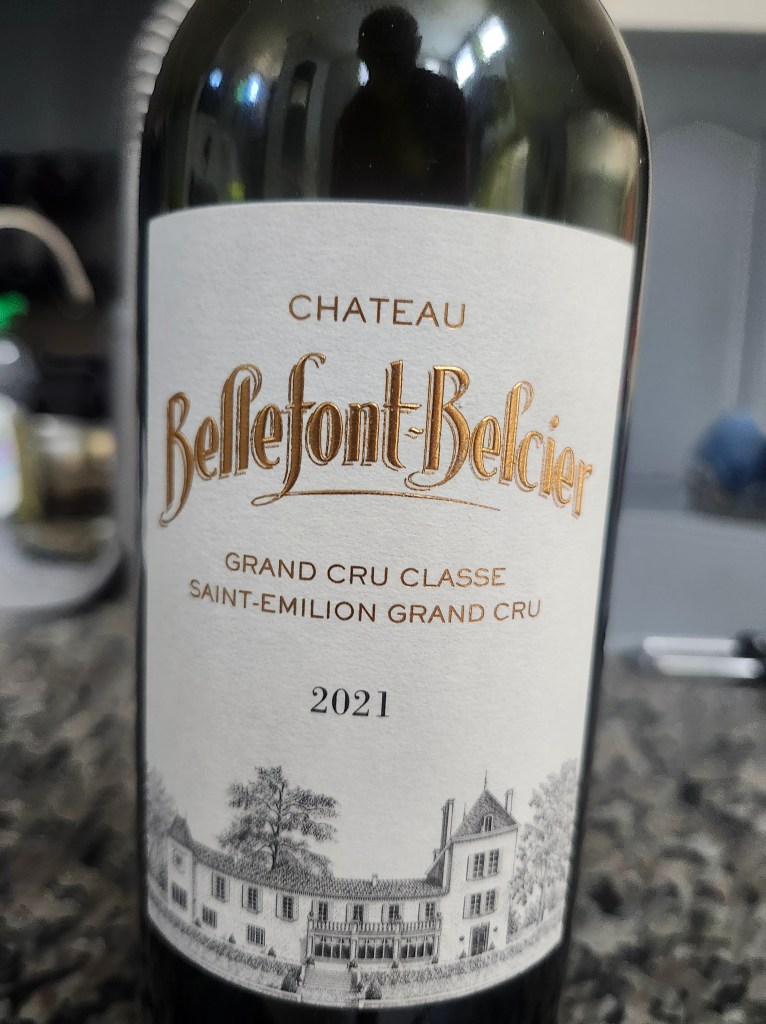 CHATEAU
Bellefont-Belcier
GRAND CRU CLASSE
SAINT-EMILION GRAND CRU
2021